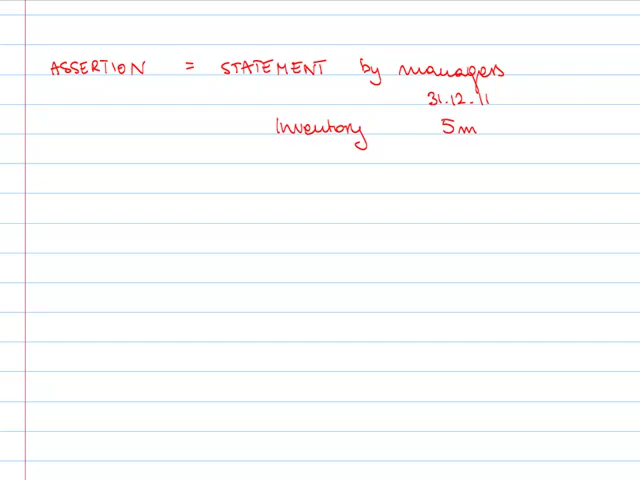 ASSERTION = STATEMENT by managers
31.12.11
Inventory 5m